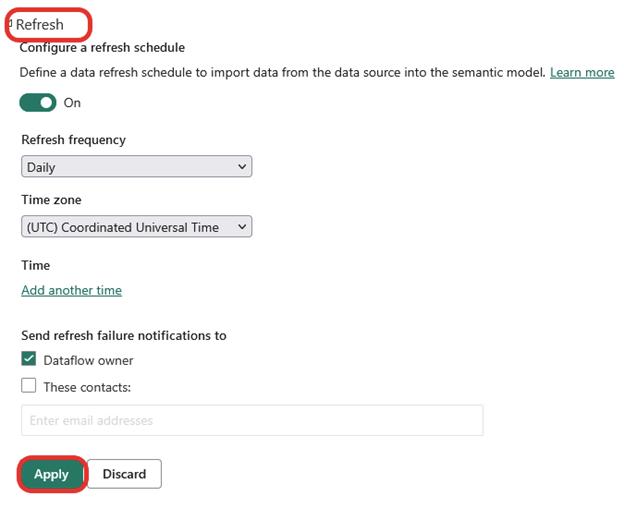 Refresh
Configure a refresh schedule
Define a data refresh schedule to import data from the data source into the semantic model. Learn more
On
Refresh frequency
Daily
Time zone
(UTC) Coordinated Universal Time
Time
Add another time
Send refresh failure notifications to
Dataflow owner
These contacts:
Enter email addresses
Apply Discard